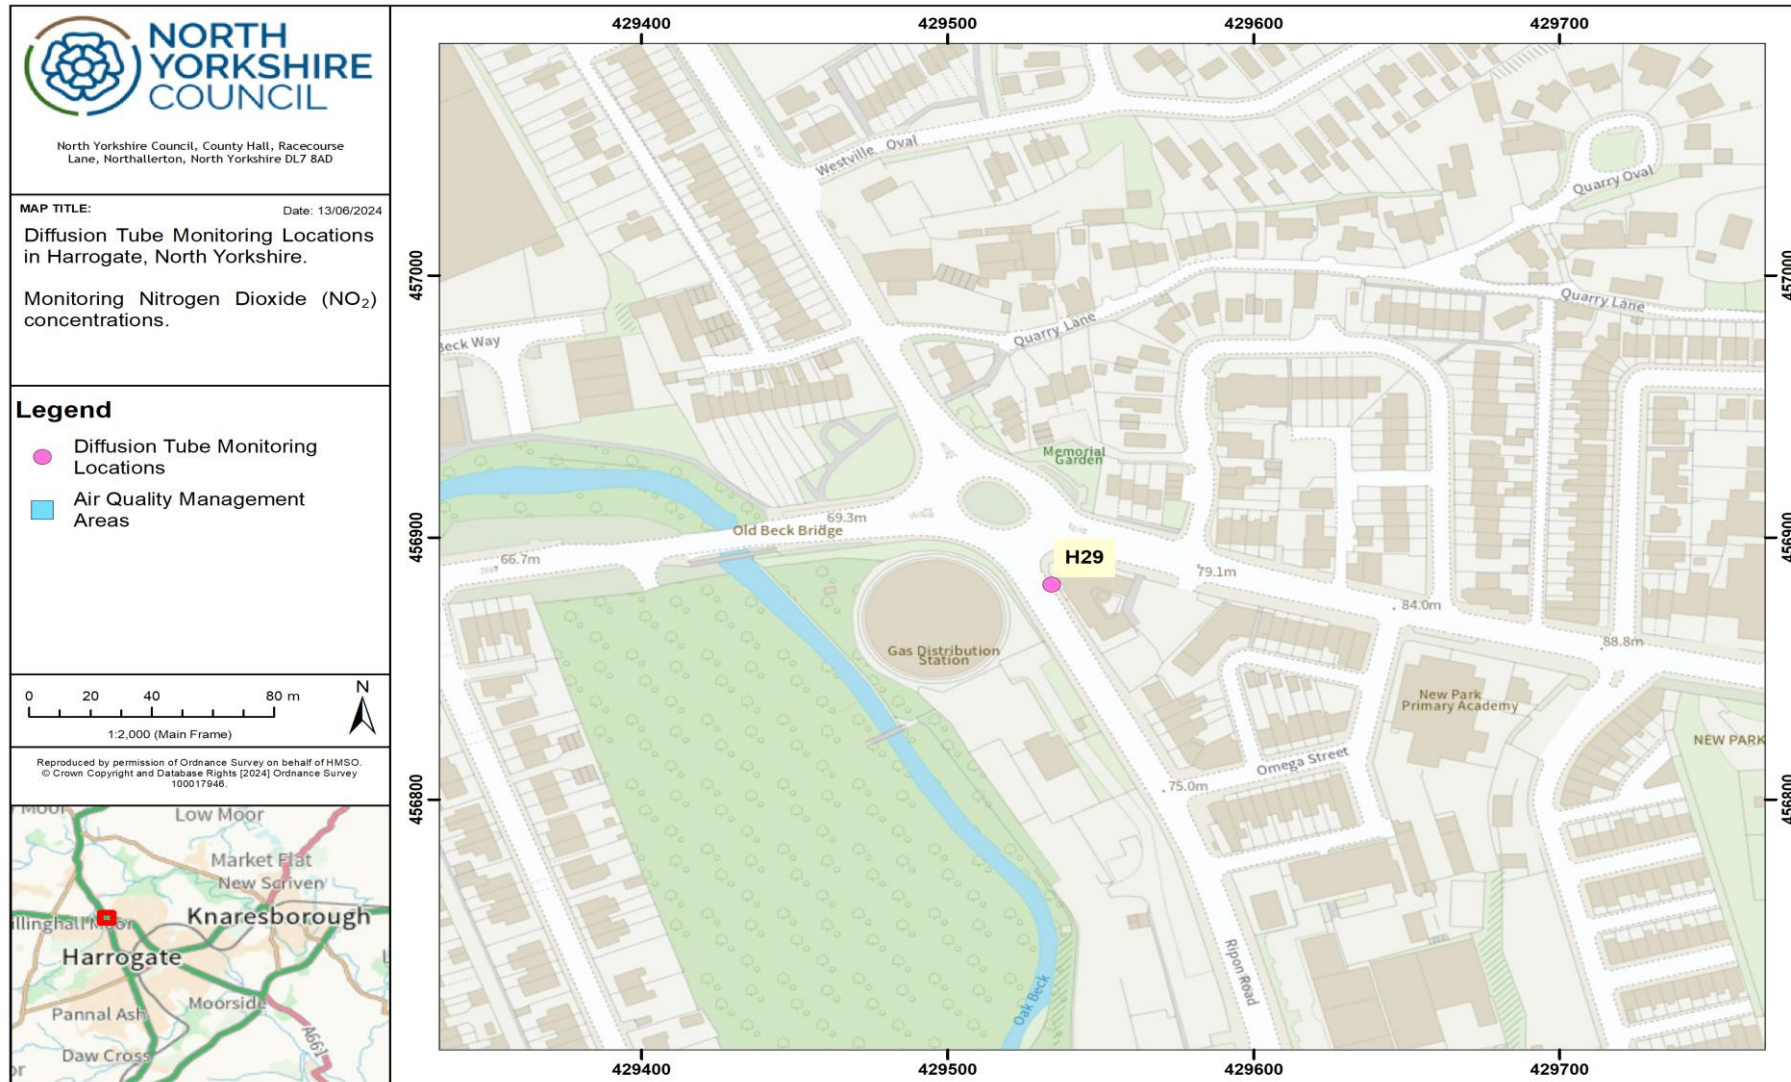 NORTH
YORKSHIRE
COUNCIL
North Yorkshire Council, County Hall, Racecourse
Lane, Northallerton, North Yorkshire DL7 8AD
MAP TITLE:
Date: 13/06/2024
Diffusion Tube Monitoring Locations
in Harrogate, North Yorkshire.
Monitoring Nitrogen Dioxide (NO₂)
concentrations.
Legend
Diffusion Tube Monitoring
Locations
Air Quality Management
Areas
0 20 40 80 m
N
1:2,000 (Main Frame)
Reproduced by permission of Ordnance Survey on behalf of HMSO.
© Crown Copyright and Database Rights [2024] Ordnance Survey
100017946.
Low Moor
Market Flat
New Scriven
Knaresborough
Harrogate
Moorside
Pannal Ash
A661
Daw Cross
429400 429500 429600 429700
457000
457000
456900
456900
456800
456800
Westville Oval
Quarry Oval
Quarry Lane
Quarry Lane
Beck Way
Memorial
Garden
69.3m
Old Beck Bridge
66.7m
H29
79.1m
84.0m
88.8m
Gas Distribution
Station
New Park
Primary Academy
NEW PARK
Omega Street
75.0m
Ripon Road
Oak Beck
429400 429500 429600 429700